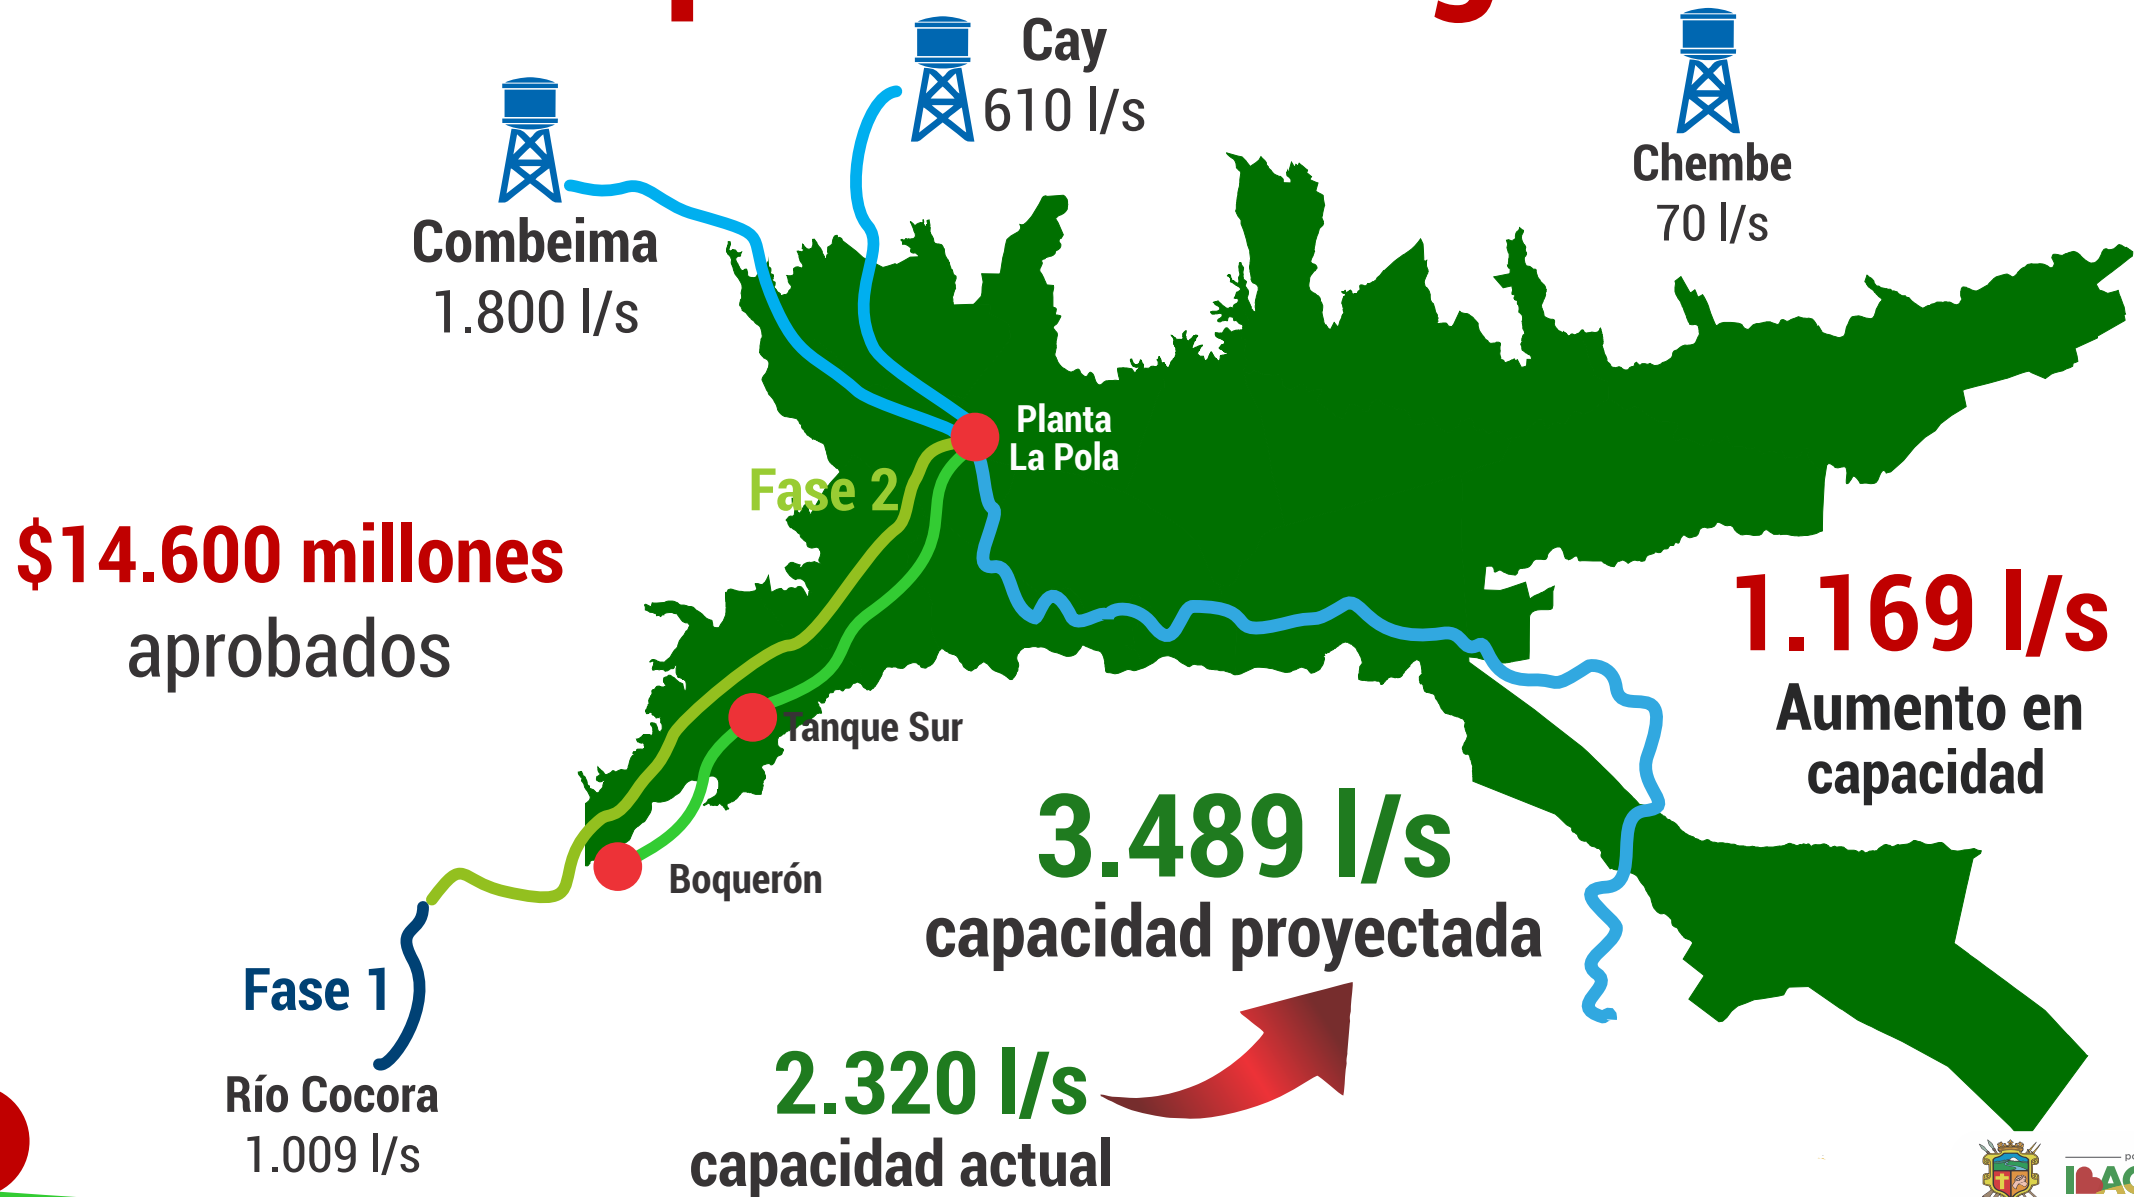 Cay
610 l/s
Combeima
1.800 l/s
Chembe
70 l/s
Planta
La Pola
Fase 2
$14.600 millones
aprobados
1.169 l/s
Aumento en
capacidad
Tanque Sur
Boquerón
3.489 l/s
capacidad proyectada
Fase 1
Río Cocora
1.009 l/s
2.320 l/s
capacidad actual